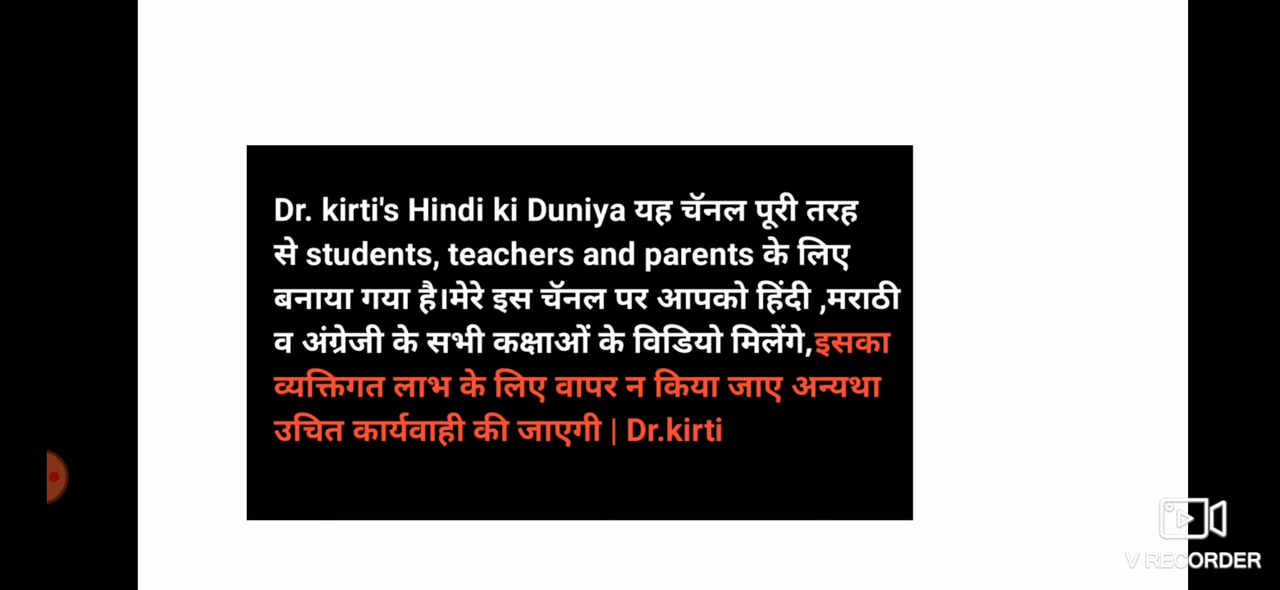 Dr. kirti's Hindi ki Duniya यह चॅनल पूरी तरह
से students, teachers and parents के लिए
बनाया गया है।मेरे इस चॅनल पर आपको हिंदी ,मराठी
व अंग्रेजी के सभी कक्षाओं के विडियो मिलेंगे,इसका
व्यक्तिगत लाभ के लिए वापर न किया जाए अन्यथा
उचित कार्यवाही की जाएगी | Dr.kirti
V RECORDER